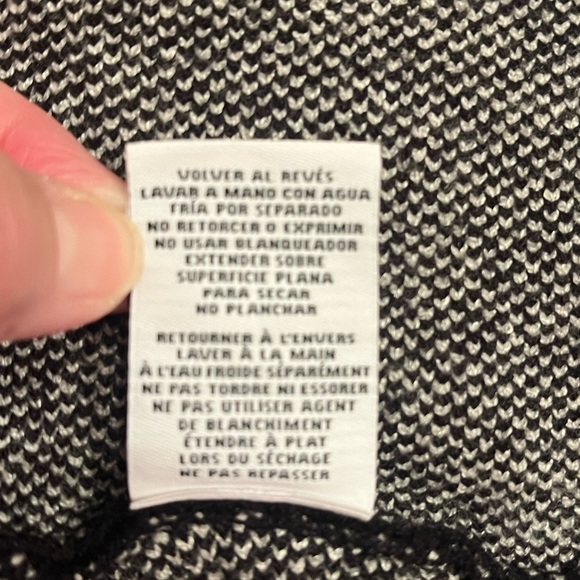 VOLVER AL REVÉS
LAVAR A MANO CON AGUA
FRÍA POR SEPARADO
NO RETORCER O EXPRIMIR
NO USAR BLANQUEADOR
EXTENDER SOBRE
SUPERFICIE PLANA
PARA SECAR
NO PLANCHAR
RETOURNER À L'ENVERS
LAVER À LA MAIN
À L'EAU FROIDE SÉPARÉMENT
NE PAS TORDRE NI ESSORER
NE PAS UTILISER AGENT
DE BLANCHIMENT
ÉTENDRE À PLAT
LORS DU SÉCHAGE
NE PAS REPASSER